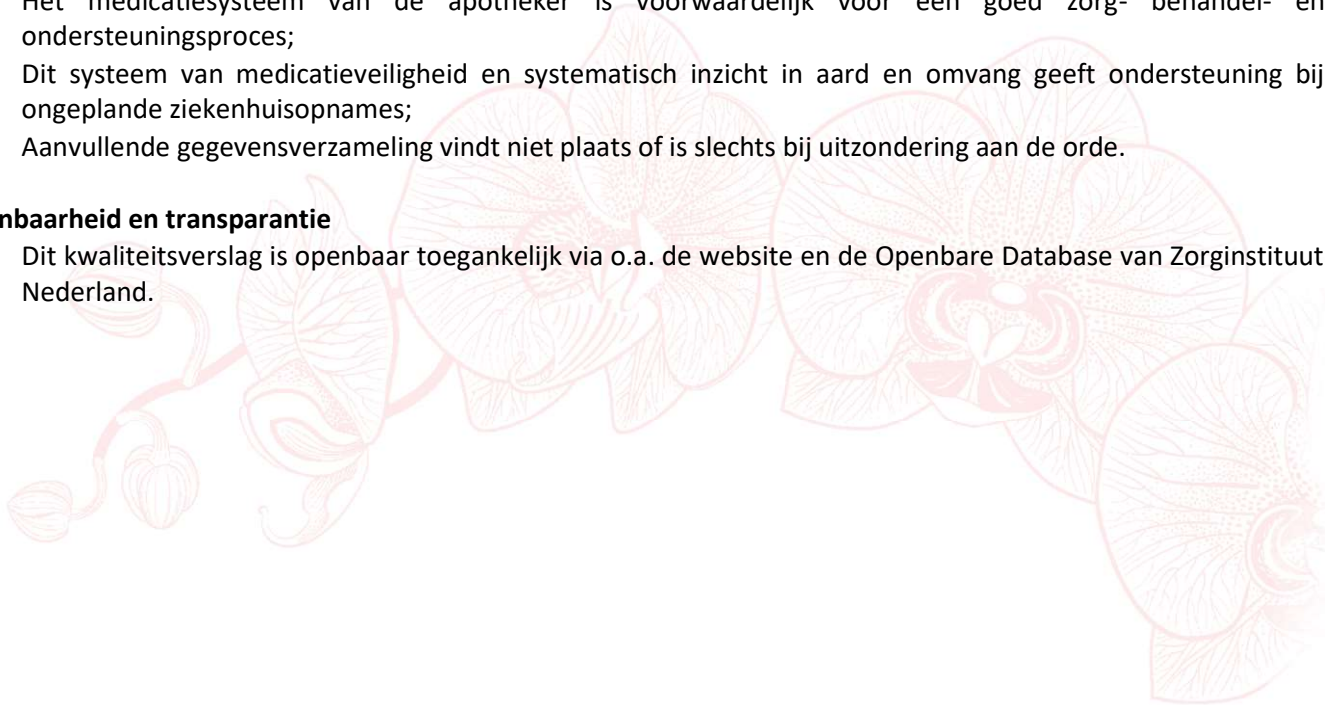 Het medicatiesysteem van de apotheker is voorwaardelijk voor een goed zorg- behandel- en
ondersteuningsproces;
Dit systeem van medicatieveiligheid en systematisch inzicht in aard en omvang geeft ondersteuning bij
ongeplande ziekenhuisopnames;
Aanvullende gegevensverzameling vindt niet plaats of is slechts bij uitzondering aan de orde.
nbaarheid en transparantie
Dit kwaliteitsverslag is openbaar toegankelijk via o.a. de website en de Openbare Database van Zorginstituut
Nederland.